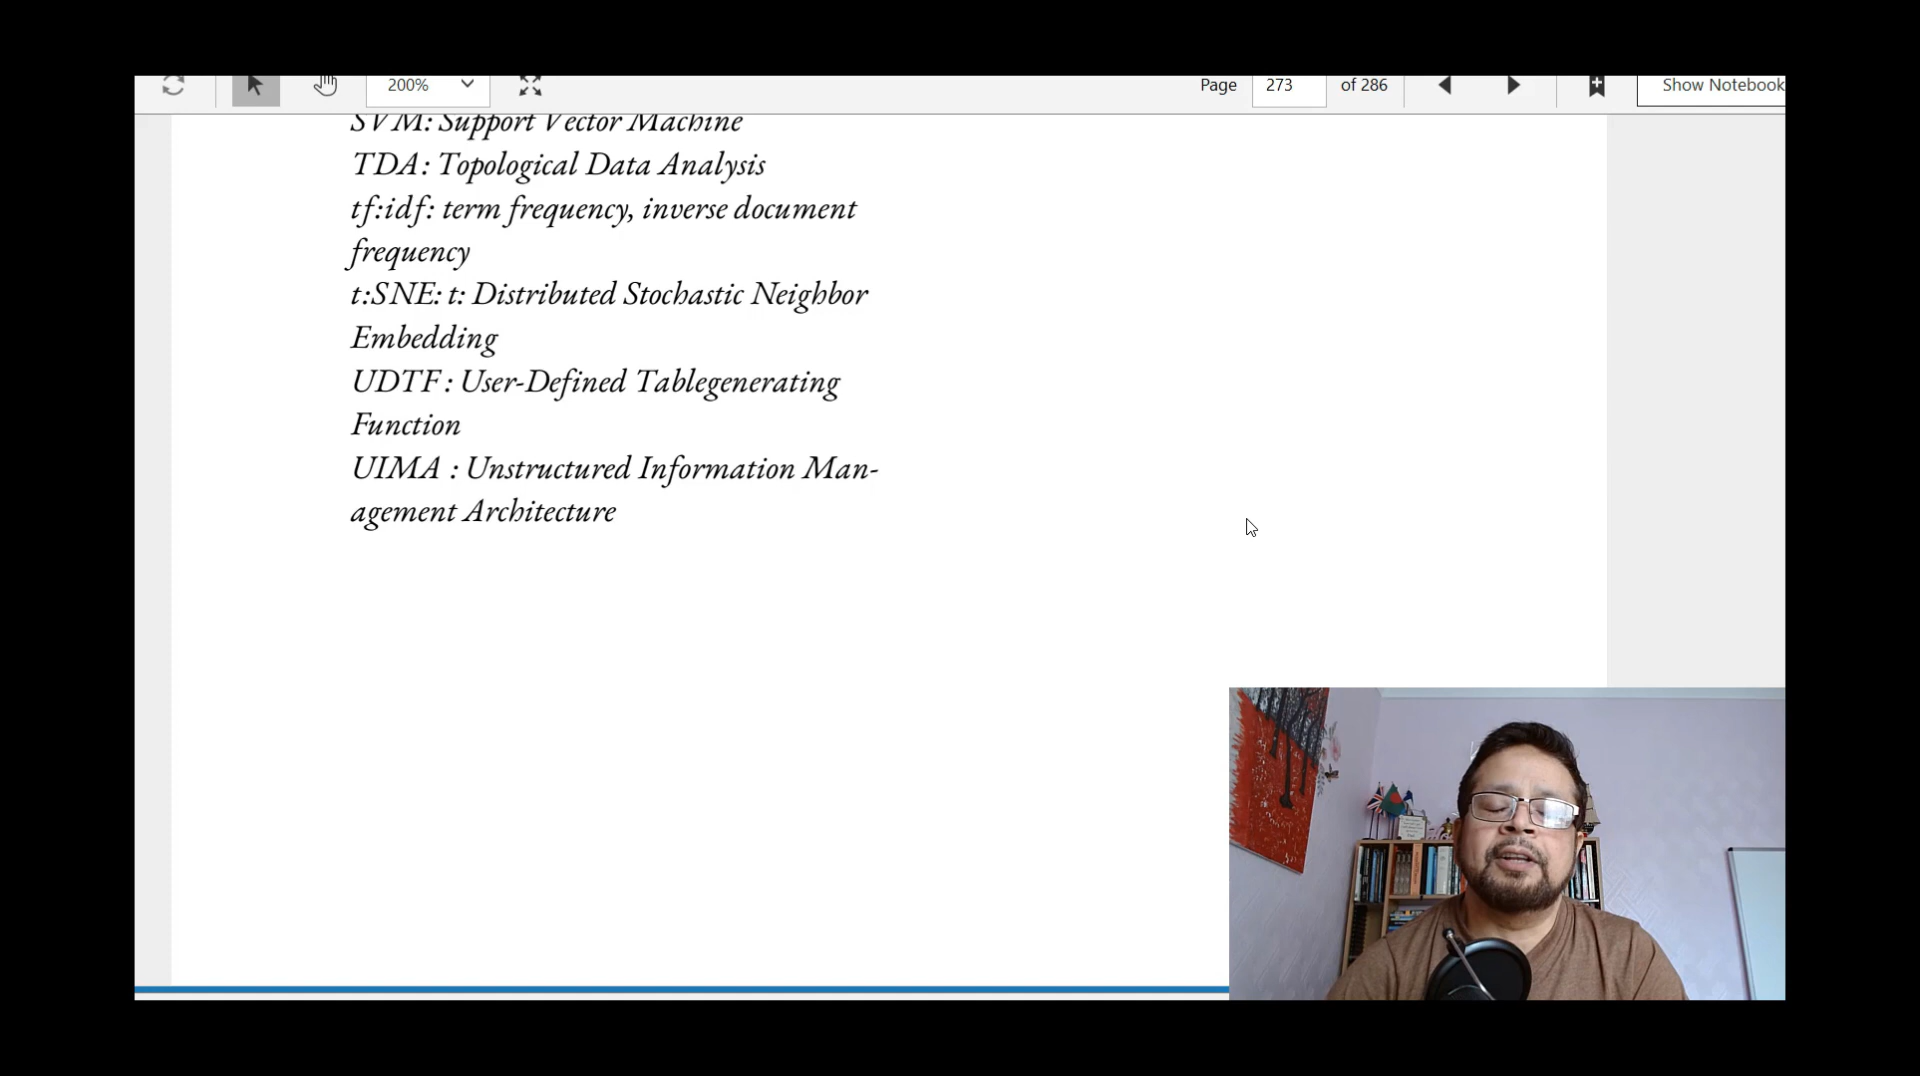 200%
Page 273 of 286
Show Notebook
SVM: Support Vector Machine
TDA: Topological Data Analysis
tf:idf: term frequency, inverse document
frequency
t:SNE: t: Distributed Stochastic Neighbor
Embedding
UDTF: User-Defined Tablegenerating
Function
UIMA : Unstructured Information Man-
agement Architecture